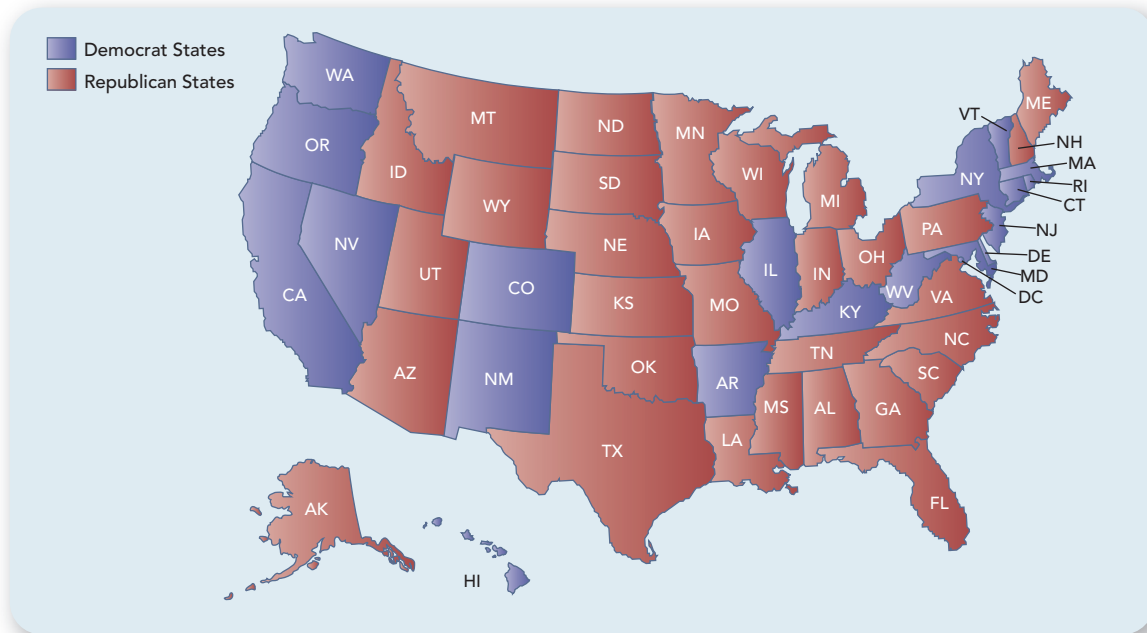 Democrat States
Republican States
WA
OR
CA
NV
ID
MT
WY
UT
AZ
CO
NM
ND
SD
NE
KS
OK
TX
MN
IA
MO
AR
LA
WI
IL
MI
IN
OH
KY
TN
MS
AL
GA
FL
SC
NC
VA
WV
PA
NY
VT
ME
NH
MA
RI
CT
NJ
DE
MD
DC
AK
HI